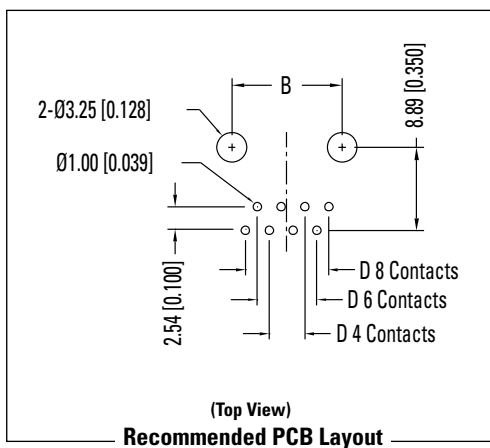 B
8.89 [0.350]
2-Ø3.25 [0.128]
Ø1.00 [0.039]
2.54 [0.100]
D 8 Contacts
D 6 Contacts
D 4 Contacts
(Top View)
Recommended PCB Layout